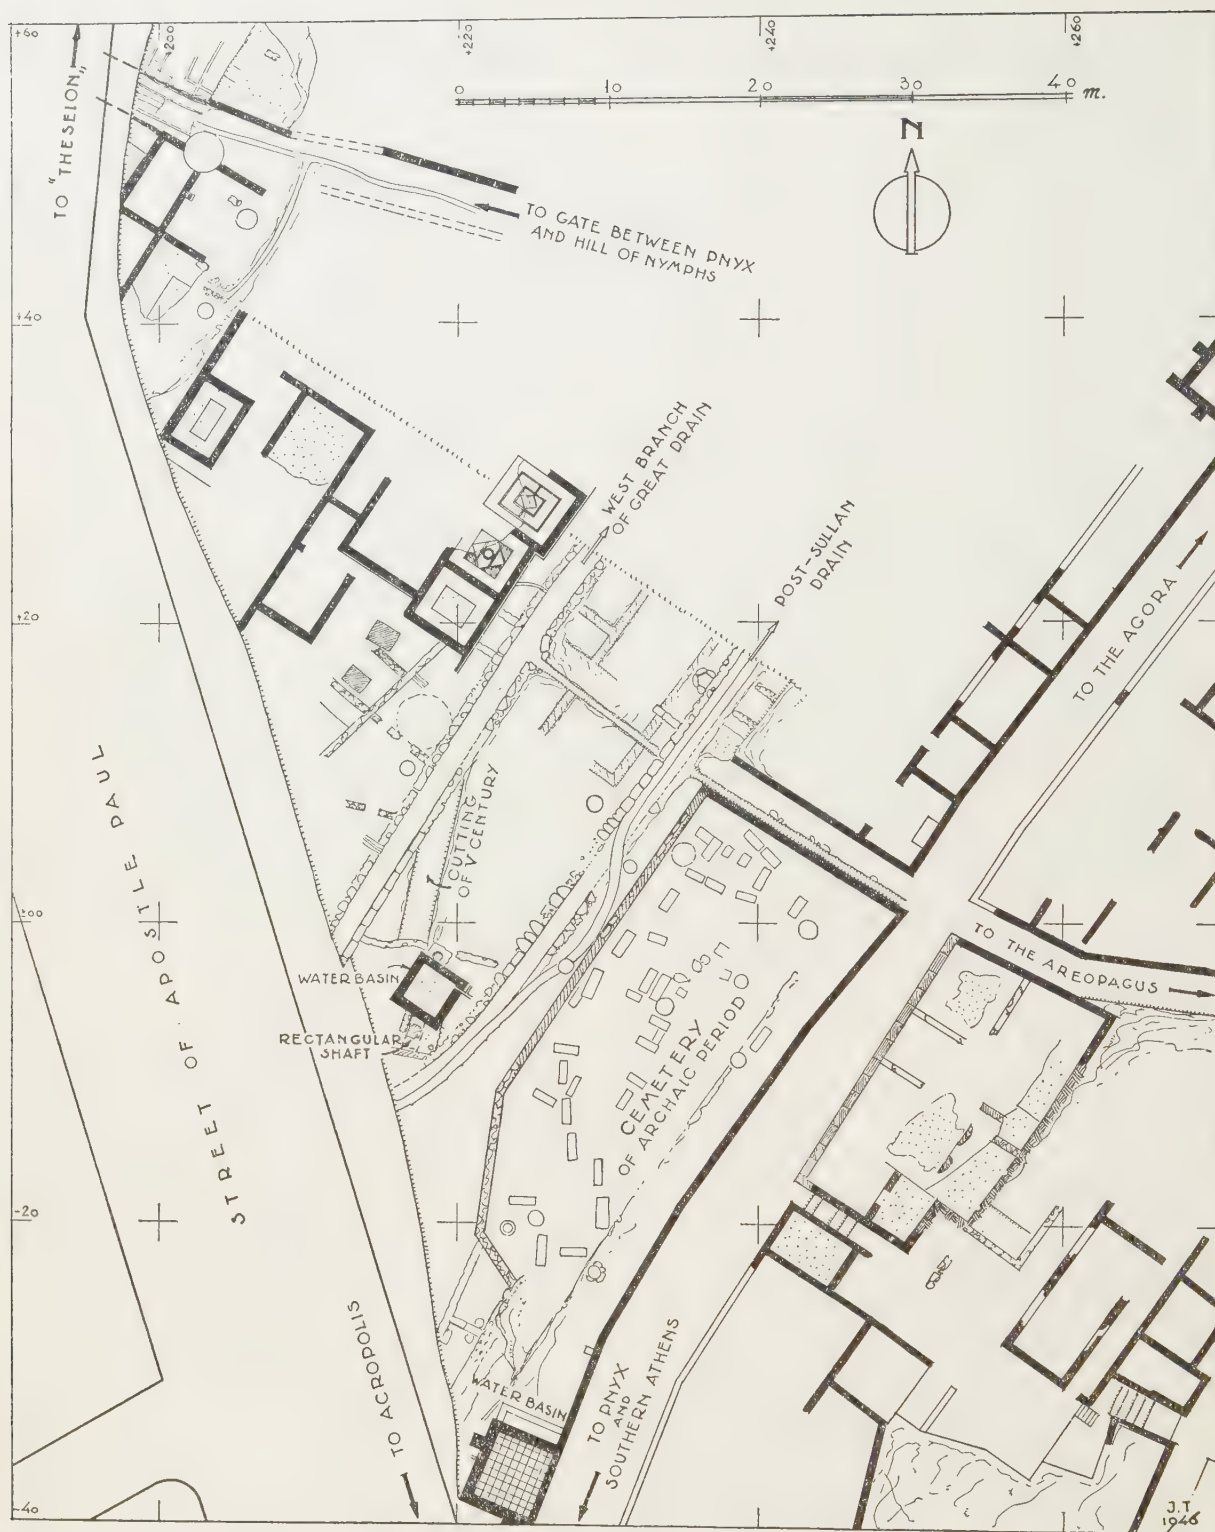 +60
+200
+220
+240
+260
0 10 20 30 40 m.
N
TO "THESEION"
TO GATE BETWEEN PNYX
AND HILL OF NYMPHS
+40
WEST BRANCH
OF GREAT DRAIN
POST-SULLAN
DRAIN
+20
TO THE AGORA
STREET OF APOSTLE PAUL
CUTTING
OF V CENTURY
±00
TO THE AREOPAGUS
WATER BASIN
RECTANGULAR
SHAFT
CEMETERY
OF ARCHAIC PERIOD
-20
TO ACROPOLIS
WATER BASIN
TO PNYX
AND
SOUTHERN ATHENS
-40
J.T
1946